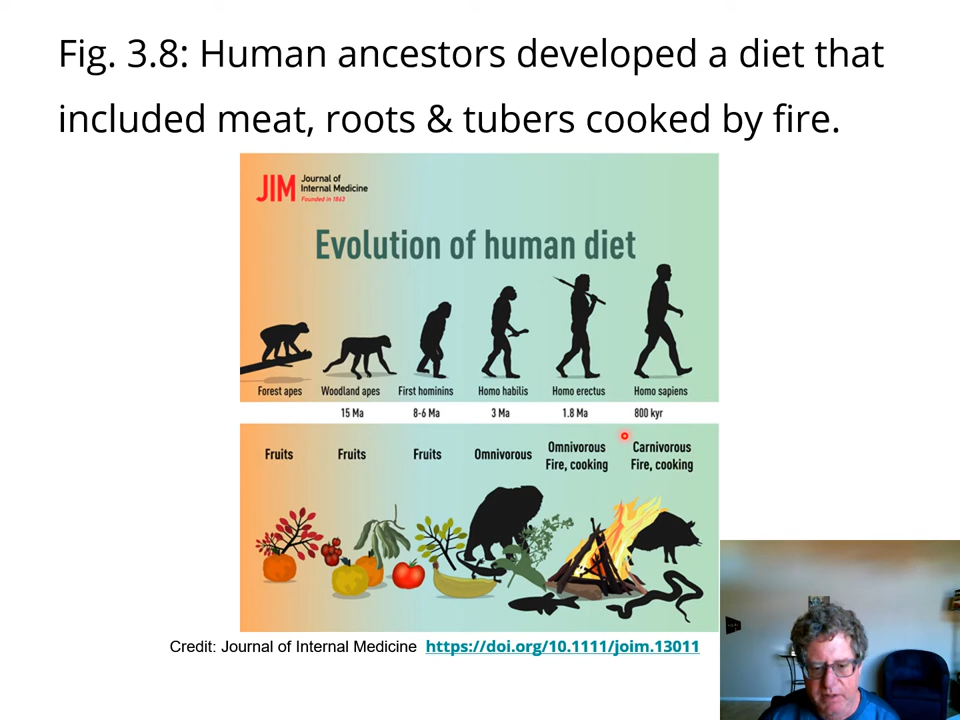 Fig. 3.8: Human ancestors developed a diet that
included meat, roots & tubers cooked by fire.
JIM Journal of
Internal Medicine
Founded in 1863
Evolution of human diet
Forest apes Woodland apes First hominins Homo habilis Homo erectus Homo sapiens
15 Ma 8-6 Ma 3 Ma 1.8 Ma 800 kyr
Fruits Fruits Fruits Omnivorous Omnivorous Carnivorous
Fire, cooking Fire, cooking
Credit: Journal of Internal Medicine https://doi.org/10.1111/joim.13011